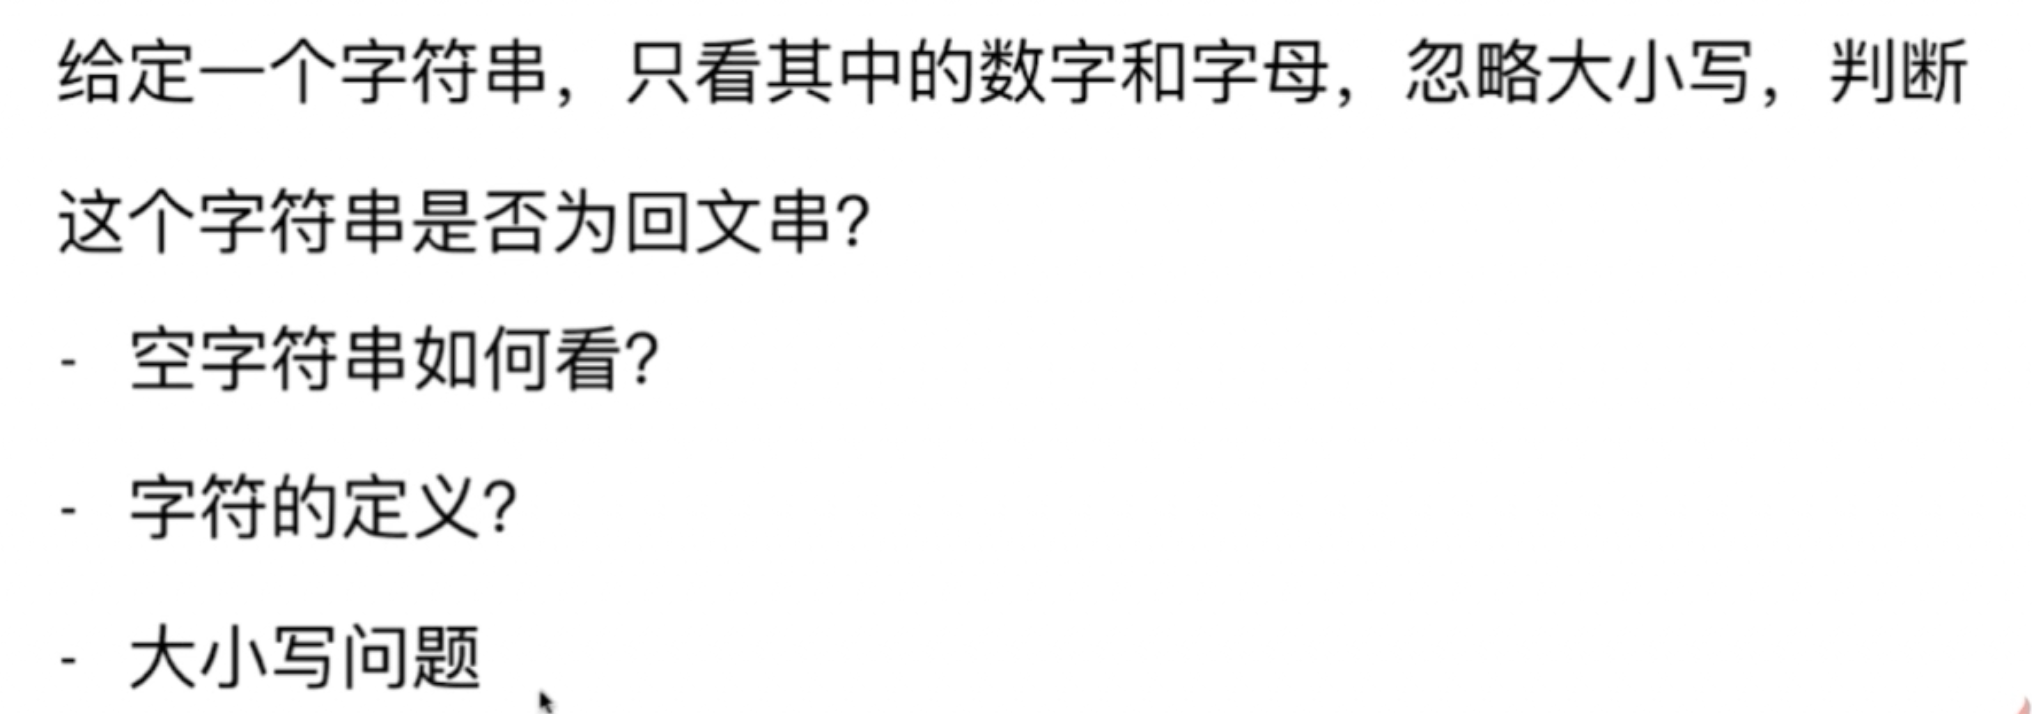 给定一个字符串，只看其中的数字和字母，忽略大小写，判断
这个字符串是否为回文串？
- 空字符串如何看？
- 字符的定义？
- 大小写问题